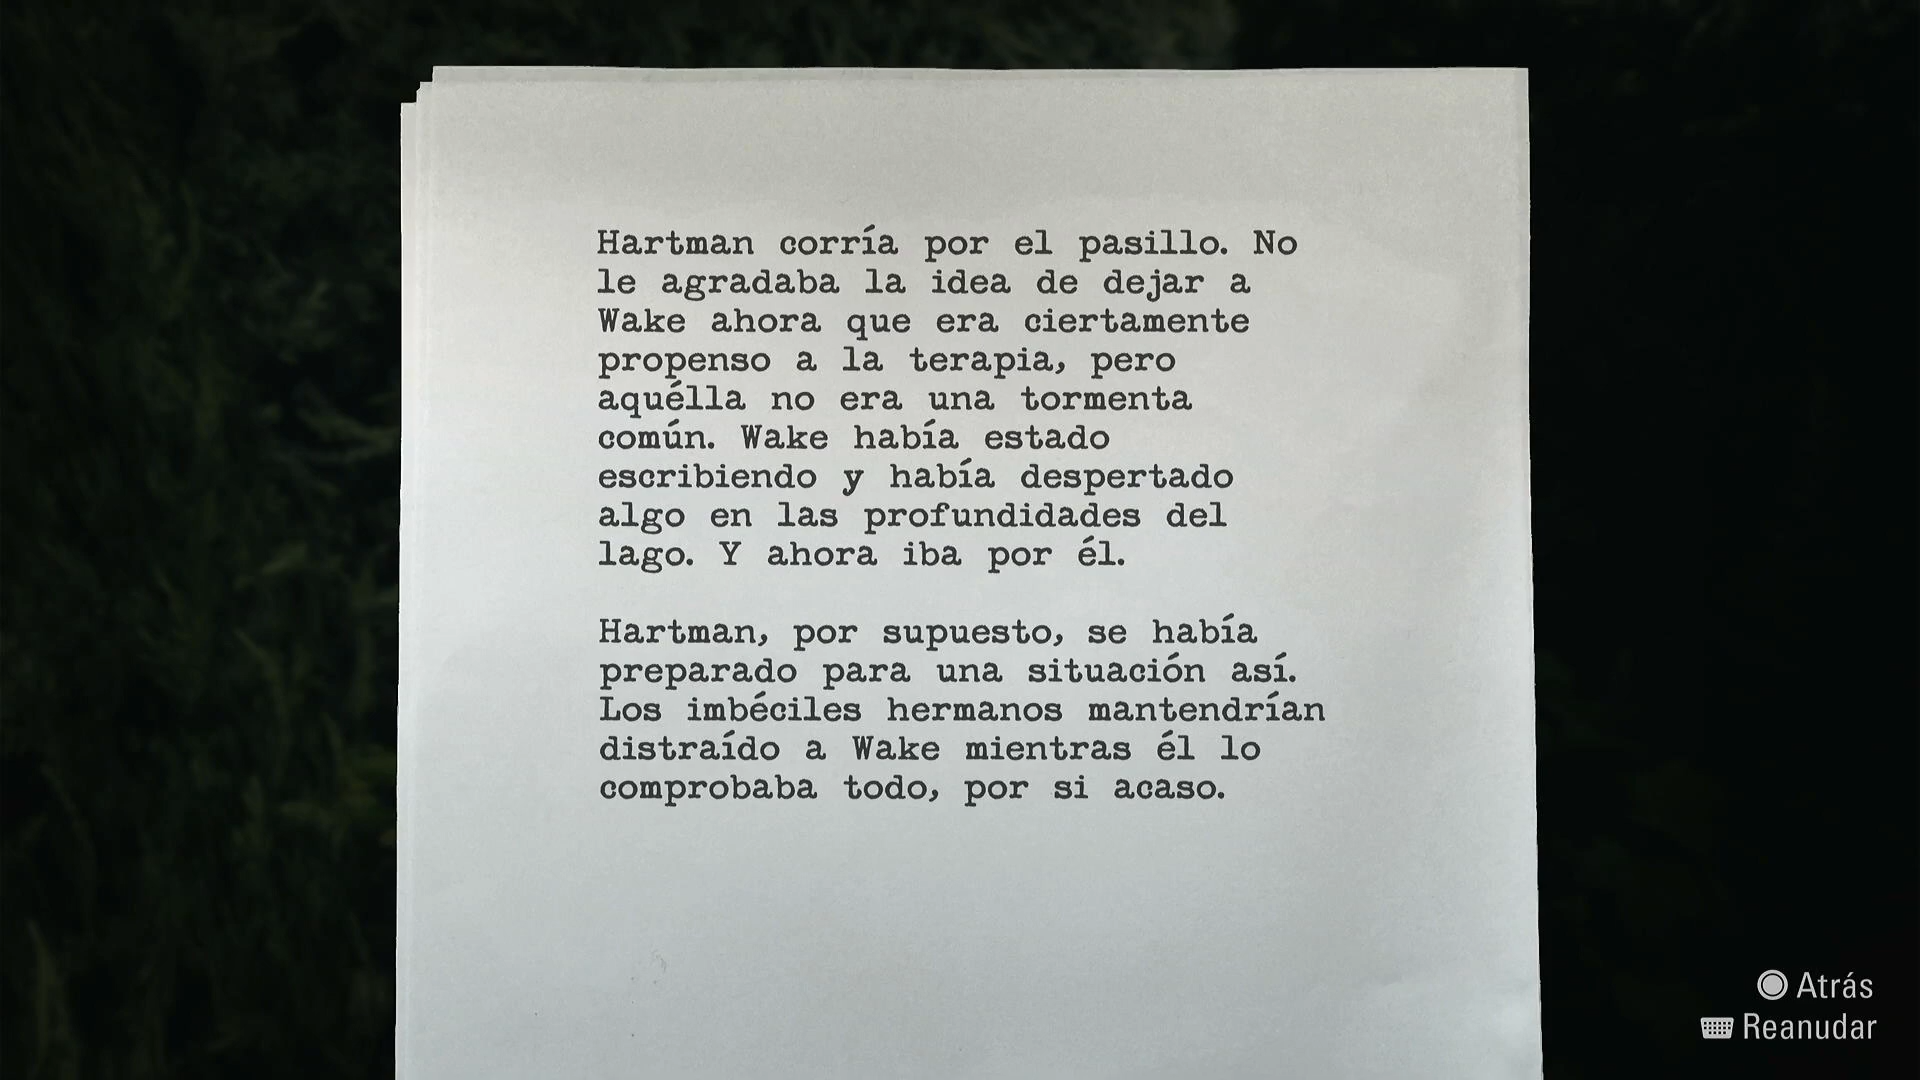 Hartman corría por el pasillo. No
le agradaba la idea de dejar a
Wake ahora que era ciertamente
propenso a la terapia, pero
aquélla no era una tormenta
común. Wake había estado
escribiendo y había despertado
algo en las profundidades del
lago. Y ahora iba por él.
Hartman, por supuesto, se había
preparado para una situación así.
Los imbéciles hermanos mantendrían
distraído a Wake mientras él lo
comprobaba todo, por si acaso.
Atrás
Reanudar